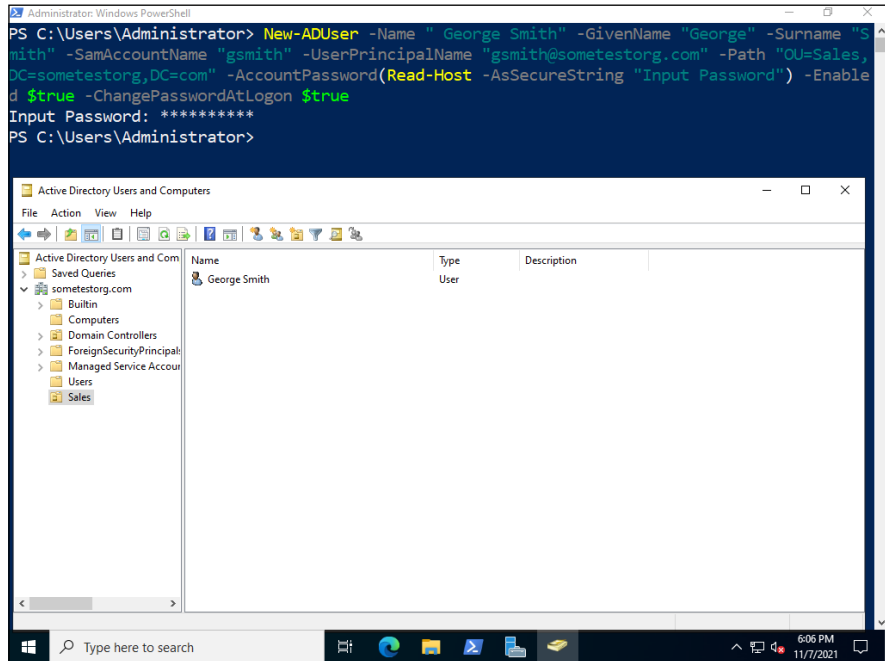 Administrator: Windows PowerShell
PS C:\Users\Administrator> New-ADUser -Name " George Smith" -GivenName "George" -Surname "S
mith" -SamAccountName "gsmith" -UserPrincipalName "gsmith@sometestorg.com" -Path "OU=Sales,
DC=sometestorg,DC=com" -AccountPassword(Read-Host -AsSecureString "Input Password") -Enable
d $true -ChangePasswordAtLogon $true
Input Password: **********
PS C:\Users\Administrator>
Active Directory Users and Computers
File Action View Help
Active Directory Users and Com
Name Type Description
Saved Queries
George Smith User
sometestorg.com
Builtin
Computers
Domain Controllers
ForeignSecurityPrincipals
Managed Service Accour
Users
Sales
Type here to search
6:06 PM
11/7/2021